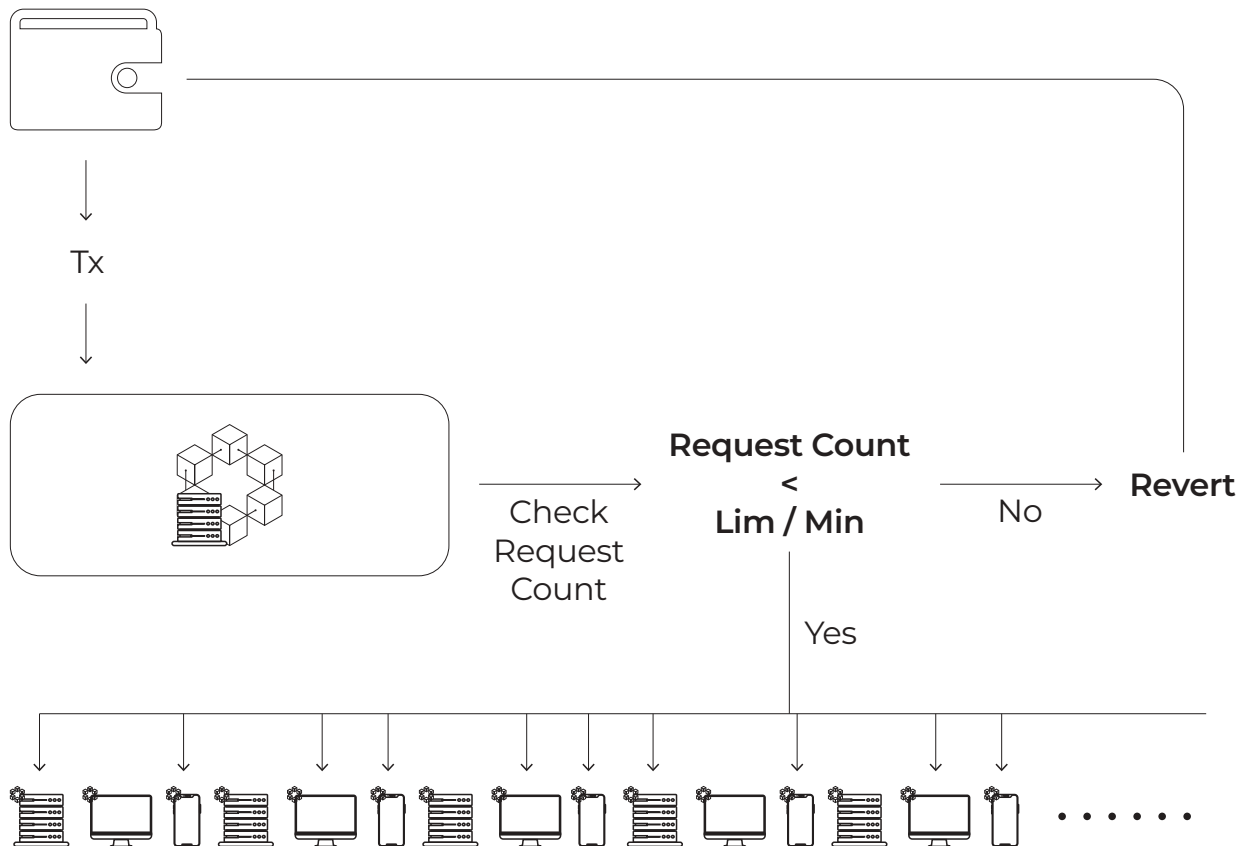 Tx
Request Count
<
Lim / Min
Check
Request
Count
No
Revert
Yes